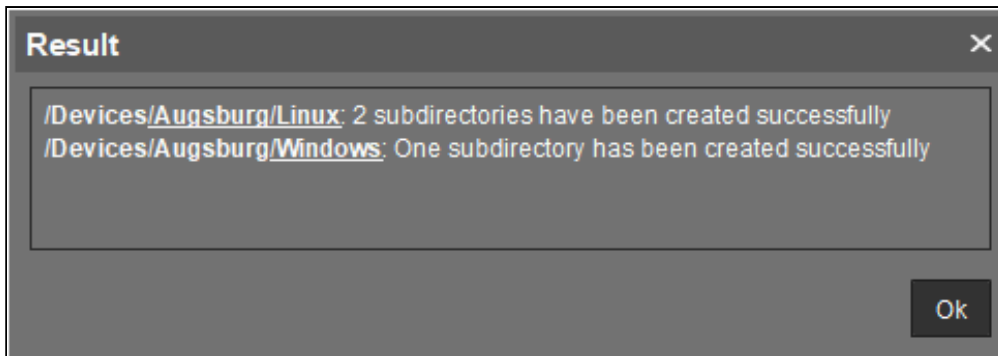 Result
/Devices/Augsburg/Linux: 2 subdirectories have been created successfully
/Devices/Augsburg/Windows: One subdirectory has been created successfully
Ok